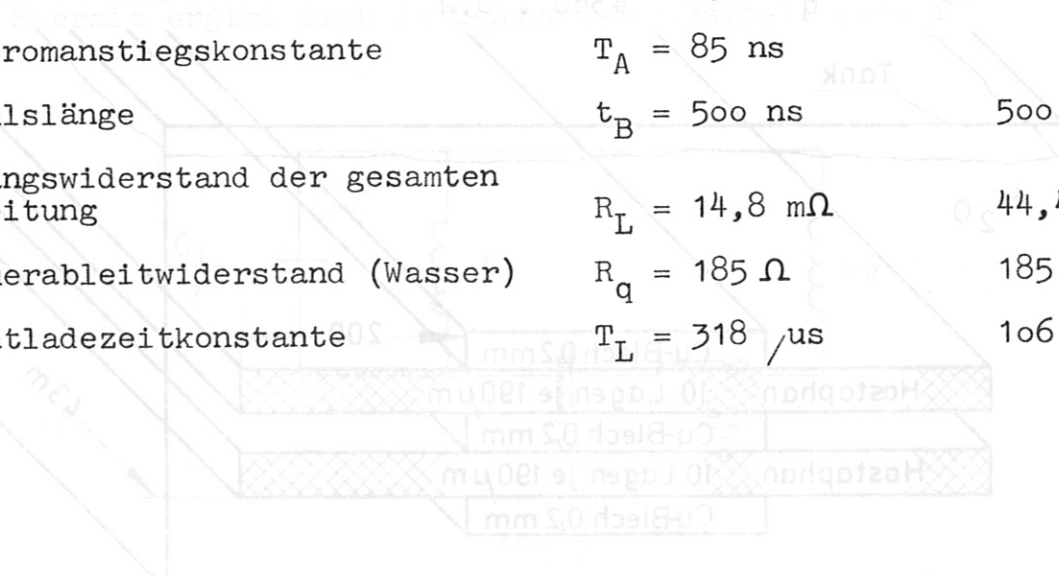 romanstiegskonstante T_A = 85 ns
lslänge t_B = 5oo ns 5oo
ngswiderstand der gesamten
itung R_L = 14,8 mΩ 44,
erableitwiderstand (Wasser) R_q = 185 Ω 185
tladezeitkonstante T_L = 318 /us 1o6
Tank
Cu-Blech 0,2 mm
Hostaphan 10 Lagen je 190 µm
Cu-Blech 0,2 mm
Hostaphan 10 Lagen je 190 µm
Cu-Blech 0,2 mm